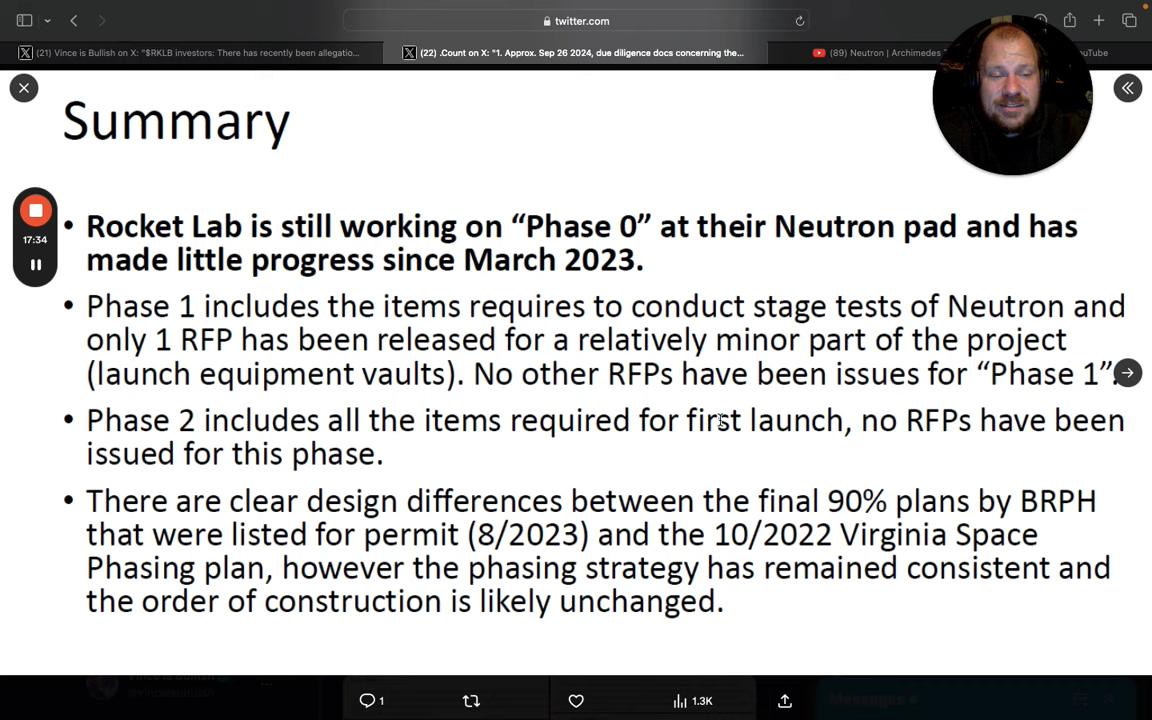 twitter.com
(21) Vince is Bullish on X: "$RKLB investors: There has recently been allegatio...
(22) .Count on X: "1. Approx. Sep 26 2024, due diligence docs concerning the...
(89) Neutron | Archimedes
Summary
• Rocket Lab is still working on “Phase 0” at their Neutron pad and has
made little progress since March 2023.
17:34
• Phase 1 includes the items requires to conduct stage tests of Neutron and
only 1 RFP has been released for a relatively minor part of the project
(launch equipment vaults). No other RFPs have been issues for “Phase 1”.
• Phase 2 includes all the items required for first launch, no RFPs have been
issued for this phase.
• There are clear design differences between the final 90% plans by BRPH
that were listed for permit (8/2023) and the 10/2022 Virginia Space
Phasing plan, however the phasing strategy has remained consistent and
the order of construction is likely unchanged.
Vince is Bullish
@vinceisbullish
1
1.3K
Messages